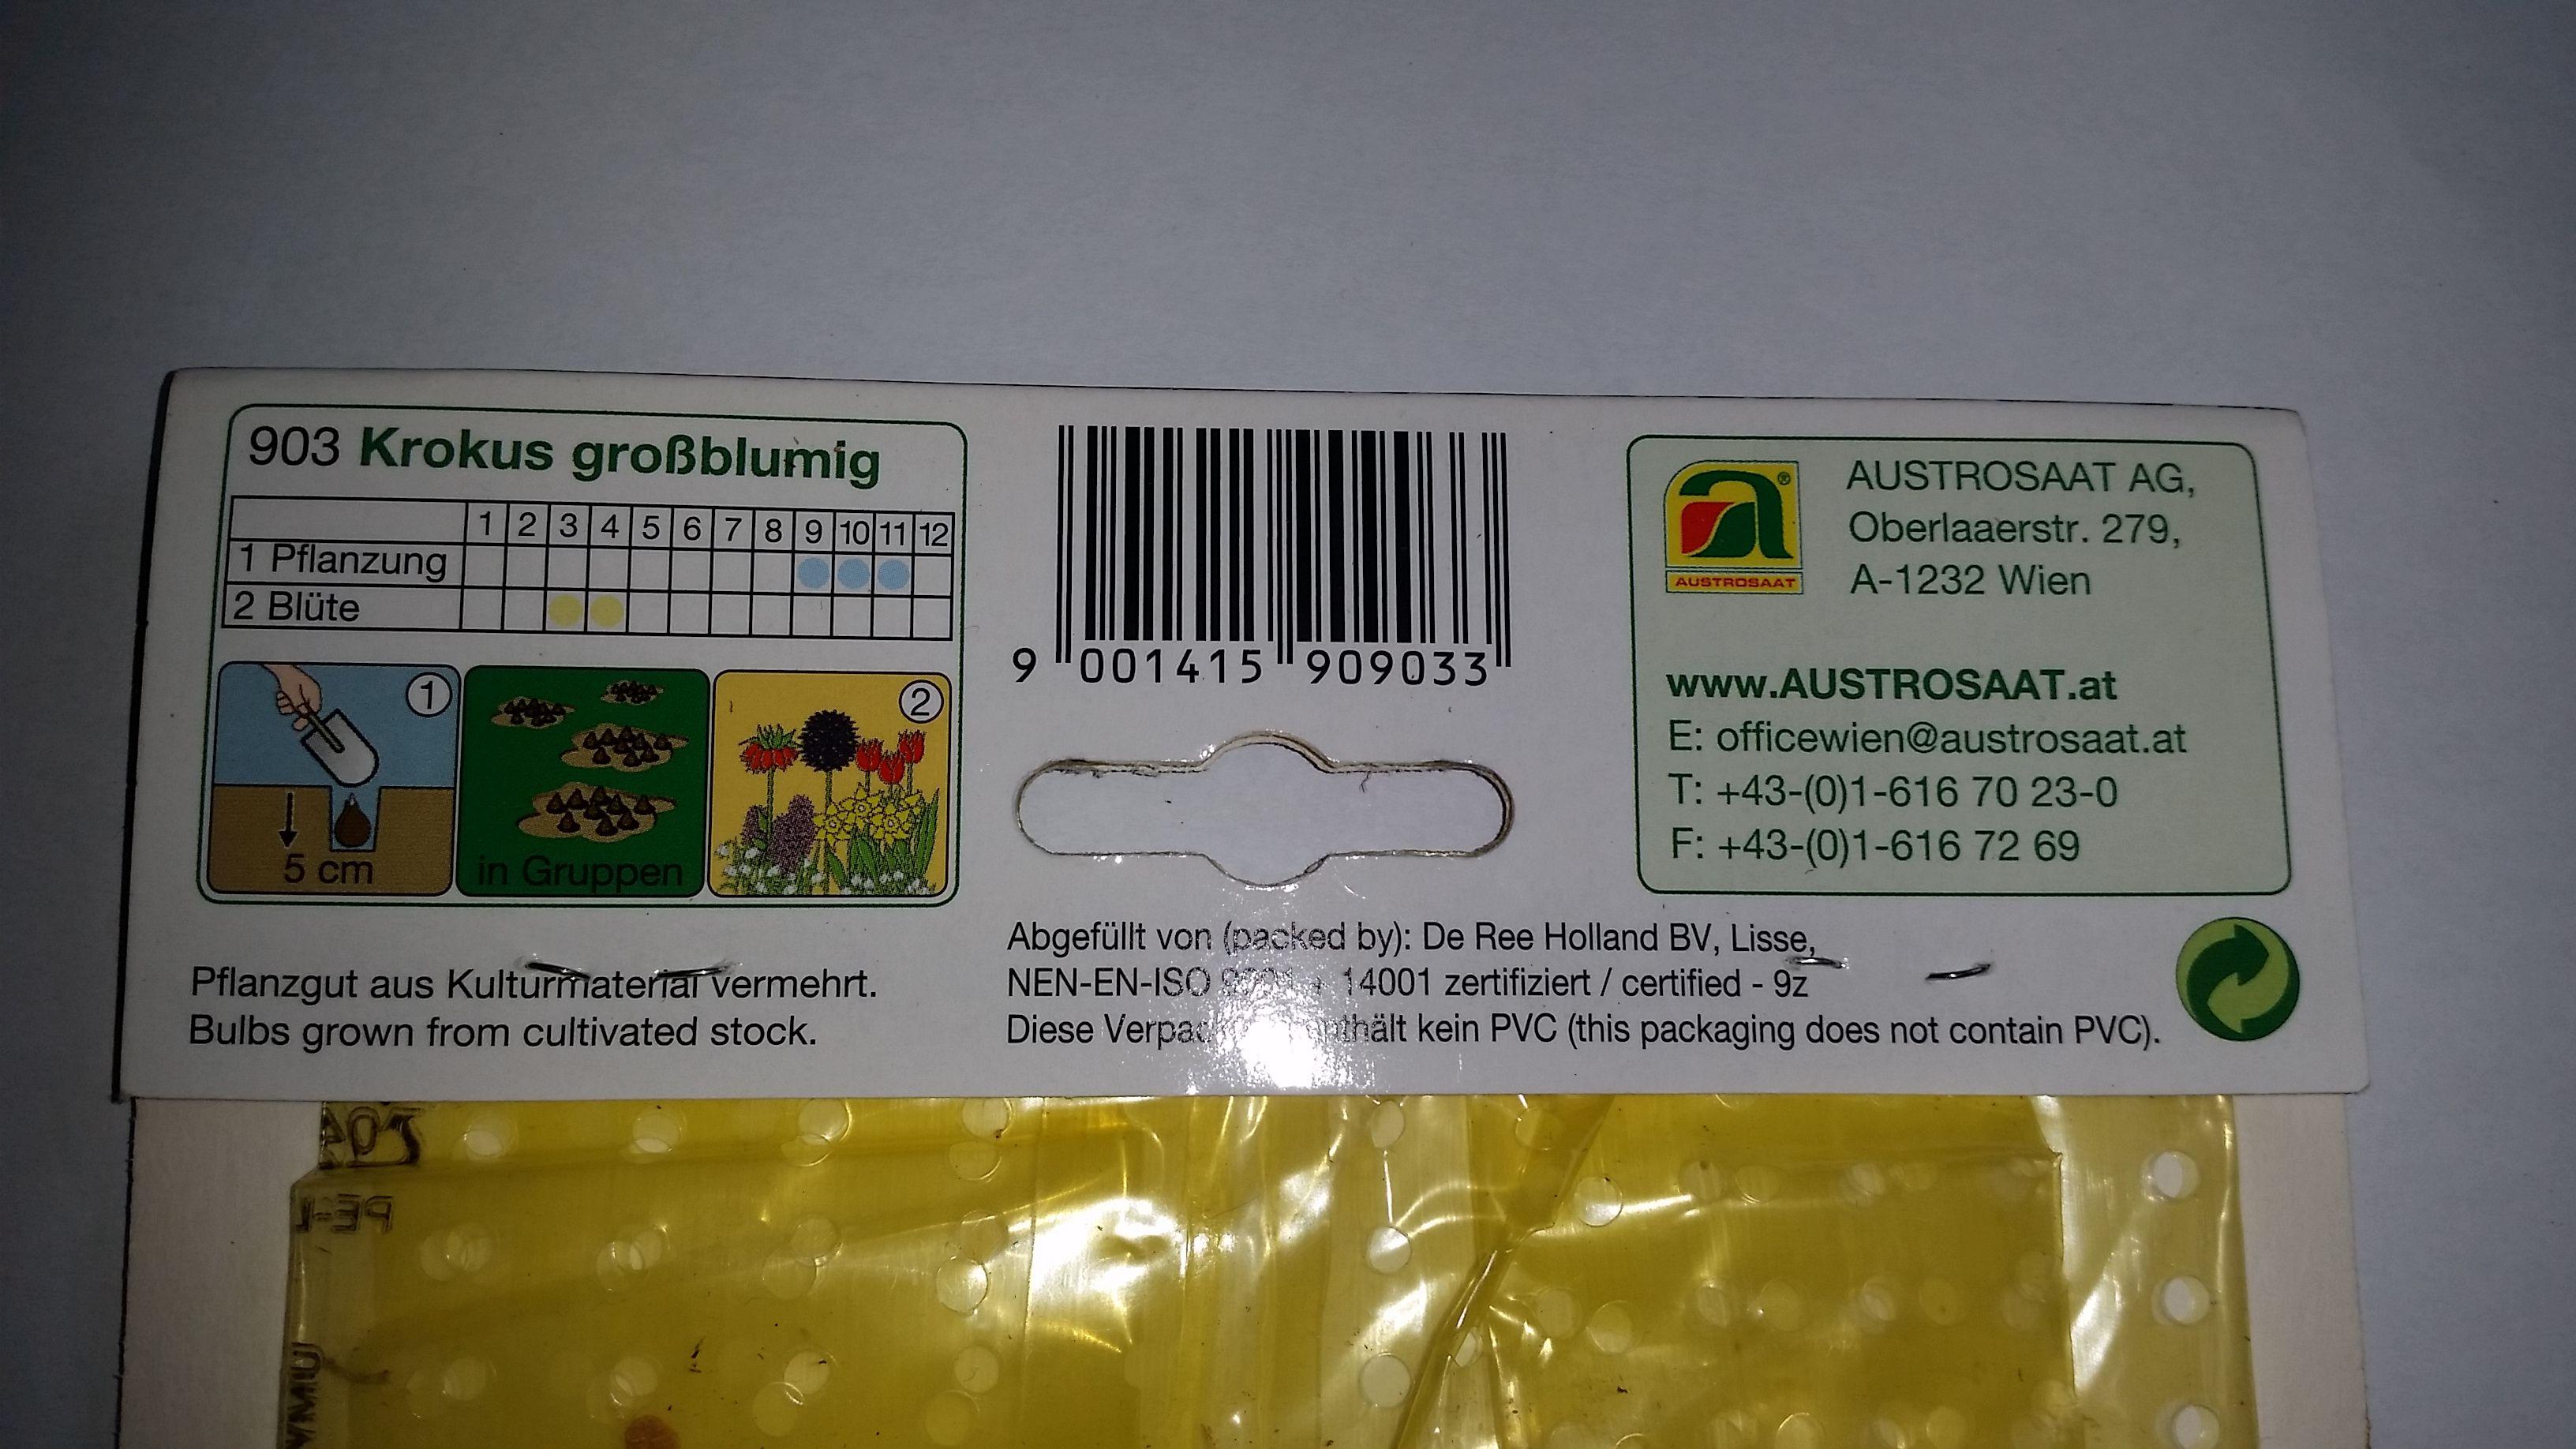 903 Krokus großblumig
1 2 3 4 5 6 7 8 9 10 11 12
1 Pflanzung
2 Blüte
1
5 cm
in Gruppen
2
Pflanzgut aus Kulturmaterial vermehrt.
Bulbs grown from cultivated stock.
9 001415 909033
Abgefüllt von (packed by): De Ree Holland BV, Lisse,
NEN-EN-ISO 14001 zertifiziert / certified - 9z
Diese enthält kein PVC (this packaging does not contain PVC).
AUSTROSAAT
AUSTROSAAT AG,
Oberlaaerstr. 279,
A-1232 Wien
www.AUSTROSAAT.at
E: officewien@austrosaat.at
T: +43-(0)1-616 70 23-0
F: +43-(0)1-616 72 69